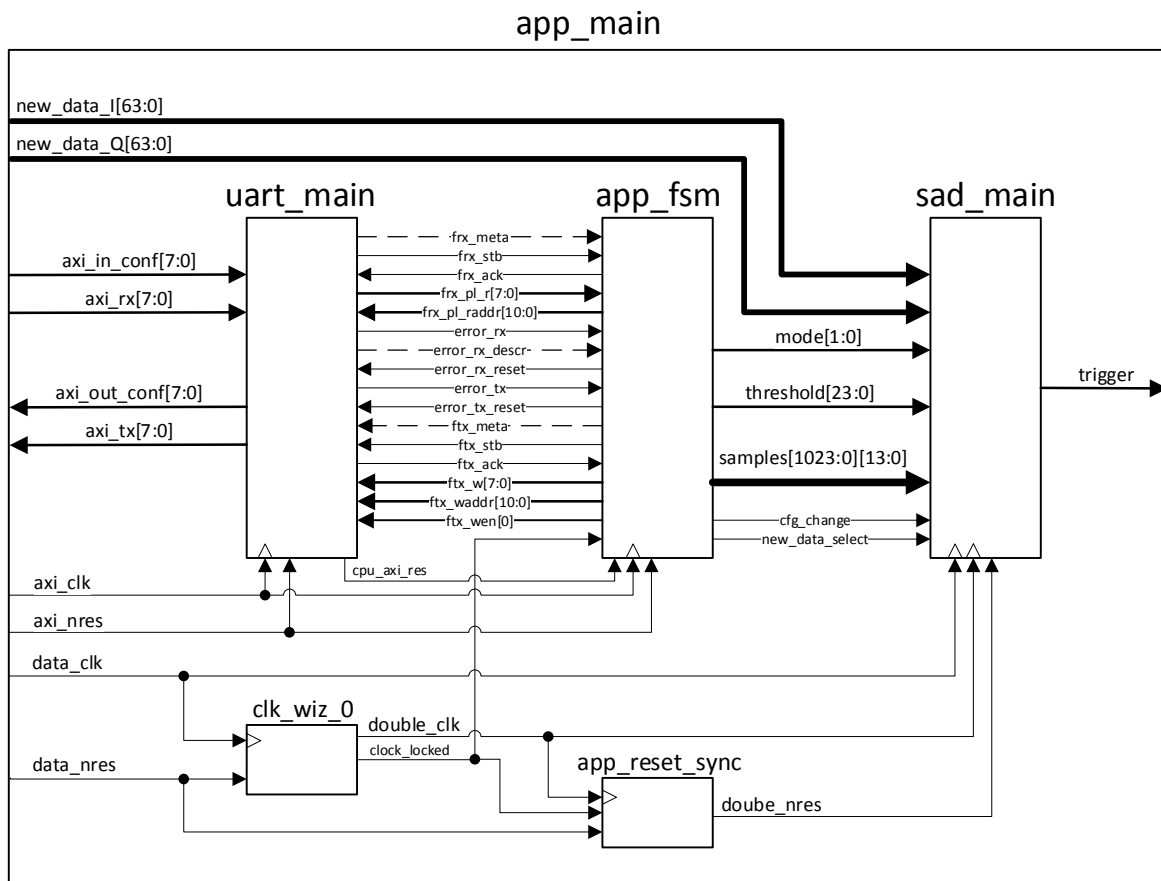 app_main
new_data_I[63:0]
new_data_Q[63:0]
uart_main
app_fsm
sad_main
axi_in_conf[7:0]
axi_rx[7:0]
axi_out_conf[7:0]
axi_tx[7:0]
frx_meta
frx_stb
frx_ack
frx_pl_r[7:0]
frx_pl_raddr[10:0]
error_rx
error_rx_descr
error_rx_reset
error_tx
error_tx_reset
ftx_meta
ftx_stb
ftx_ack
ftx_w[7:0]
ftx_waddr[10:0]
ftx_wen[0]
mode[1:0]
threshold[23:0]
samples[1023:0][13:0]
cfg_change
new_data_select
trigger
cpu_axi_res
axi_clk
axi_nres
data_clk
clk_wiz_0
double_clk
clock_locked
data_nres
app_reset_sync
doube_nres